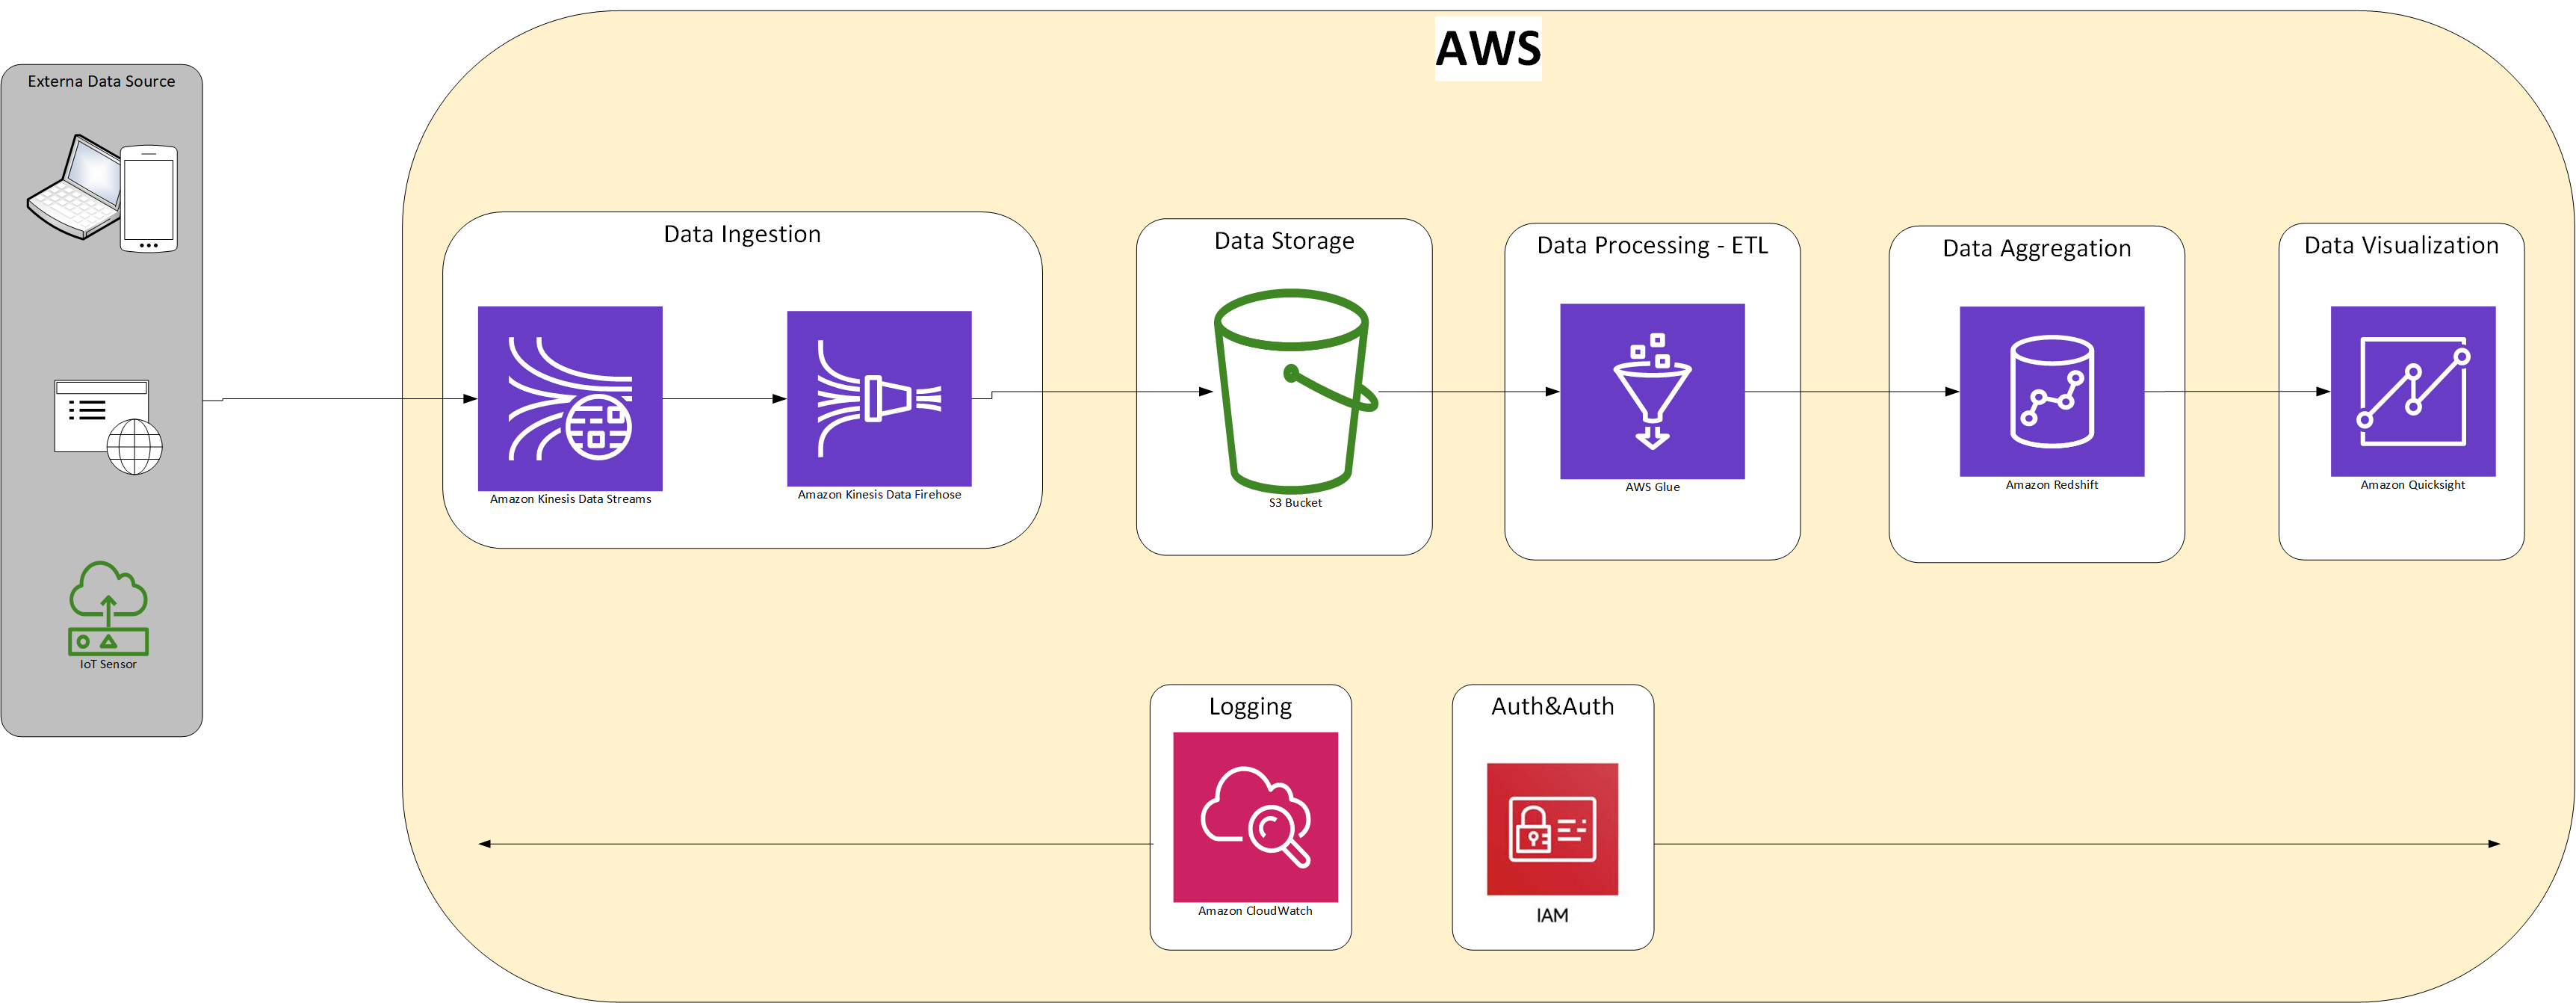 AWS
Externa Data Source
IoT Sensor
Data Ingestion
Amazon Kinesis Data Streams
Amazon Kinesis Data Firehose
Data Storage
S3 Bucket
Data Processing - ETL
AWS Glue
Data Aggregation
Amazon Redshift
Data Visualization
Amazon Quicksight
Logging
Amazon CloudWatch
Auth&Auth
IAM